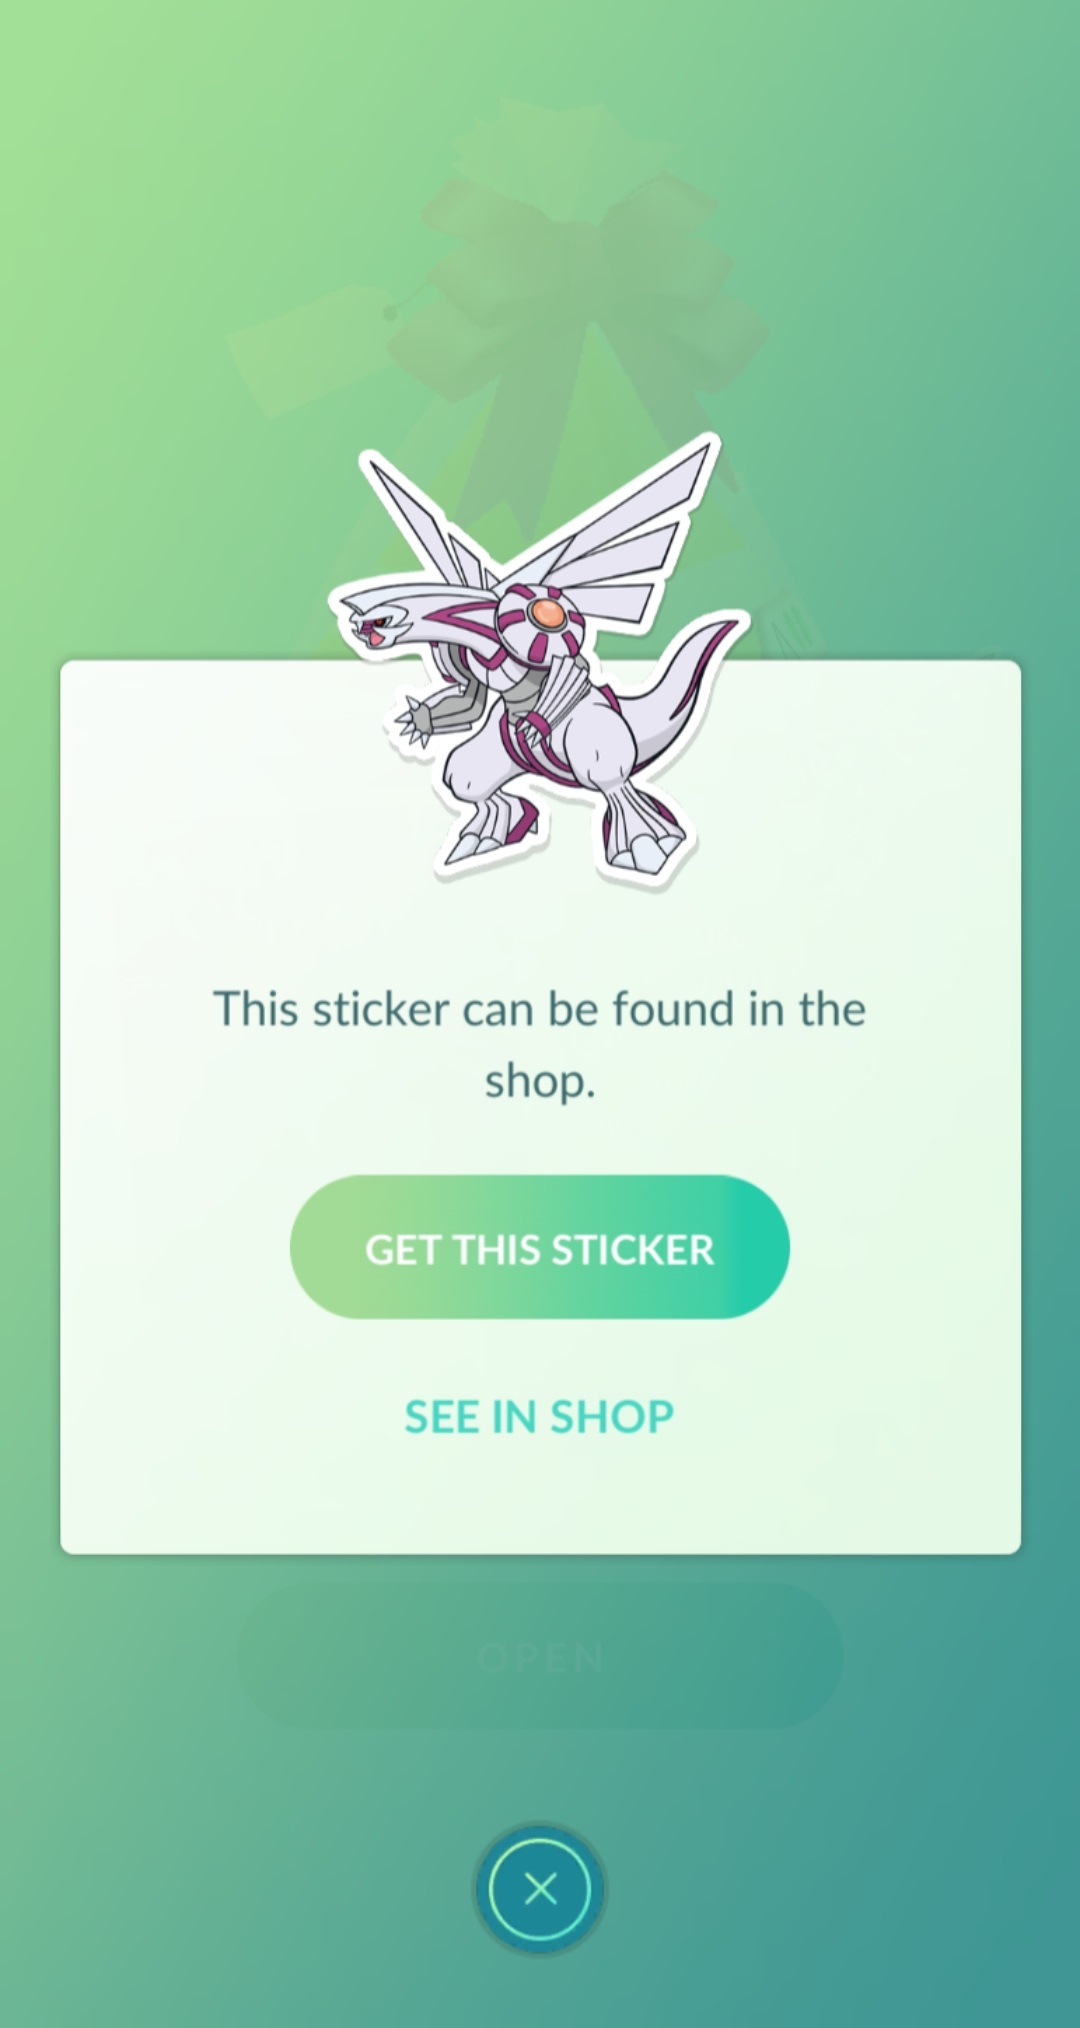 This sticker can be found in the
shop.
GET THIS STICKER
SEE IN SHOP
OPEN